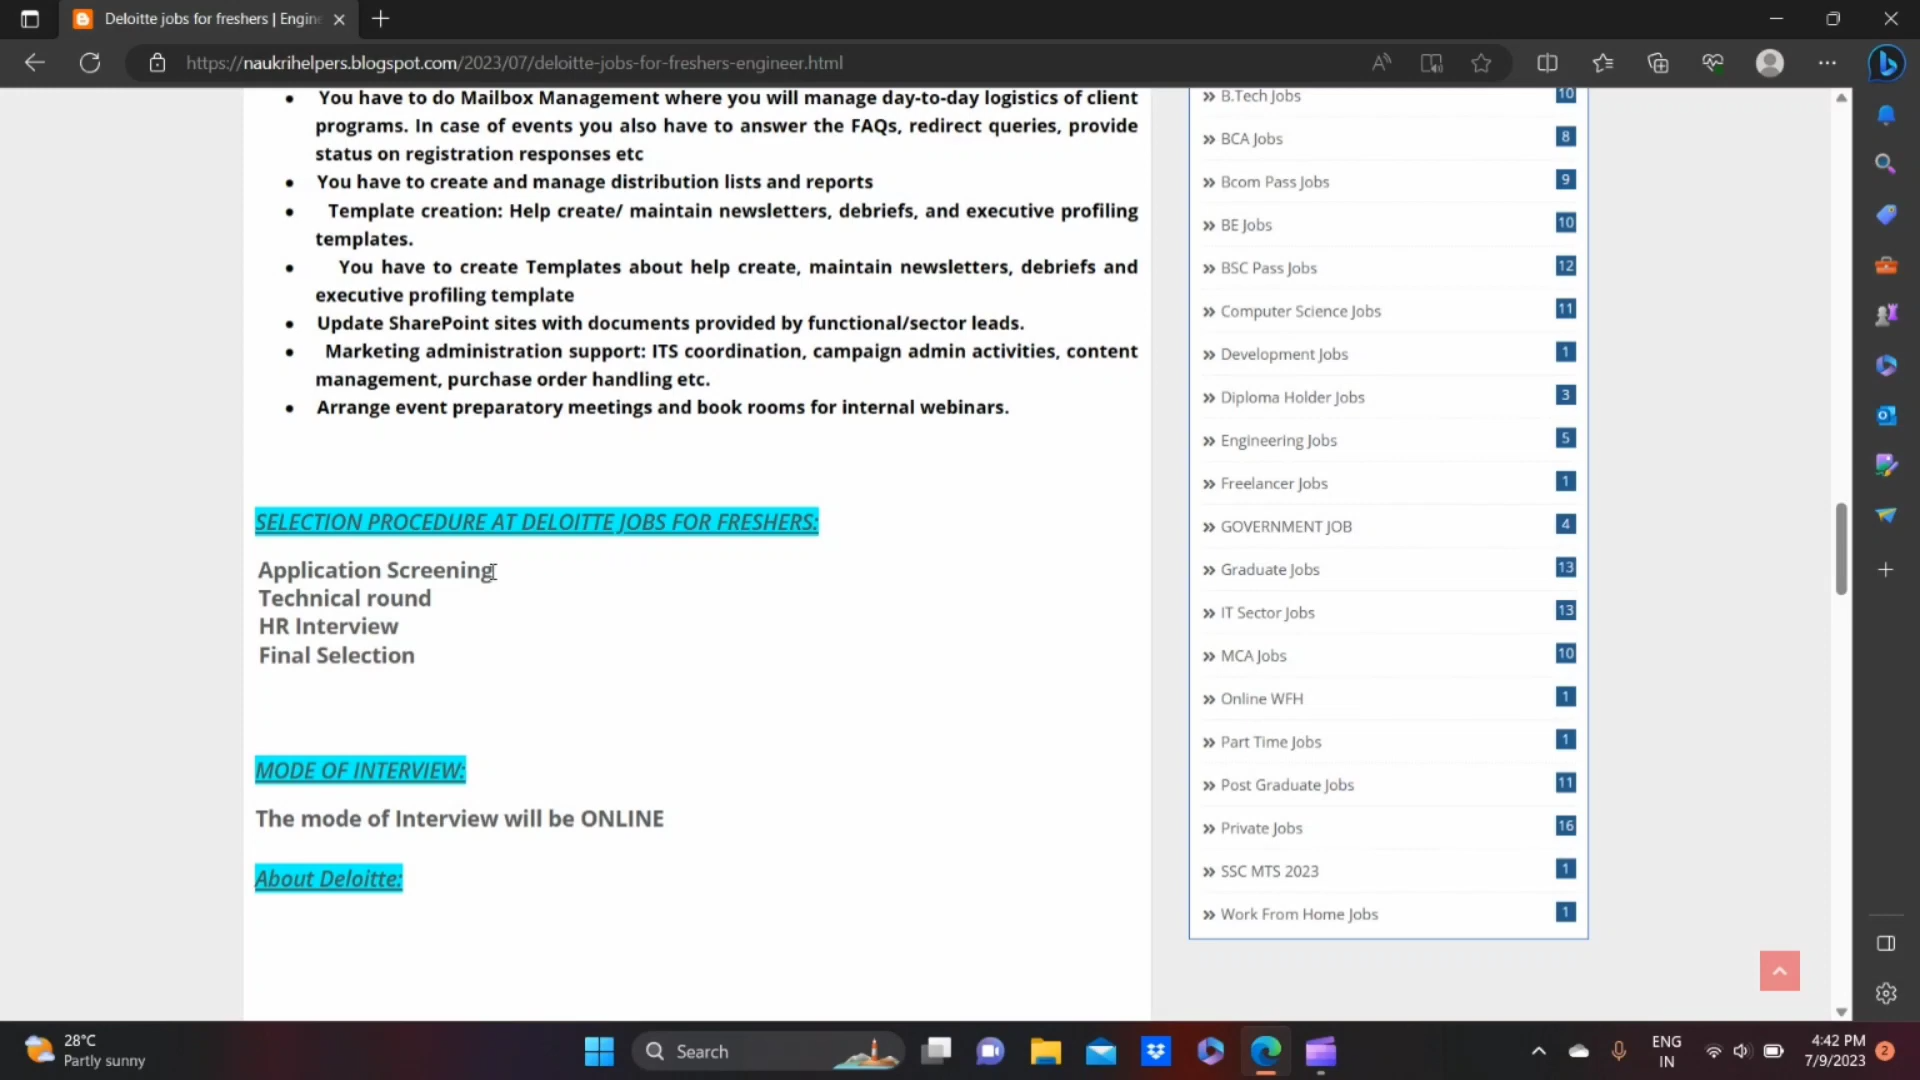 Deloitte jobs for freshers | Engine
https://naukrihelpers.blogspot.com/2023/07/deloitte-jobs-for-freshers-engineer.html
• You have to do Mailbox Management where you will manage day-to-day logistics of client
programs. In case of events you also have to answer the FAQs, redirect queries, provide
status on registration responses etc
• You have to create and manage distribution lists and reports
• Template creation: Help create/ maintain newsletters, debriefs, and executive profiling
templates.
• You have to create Templates about help create, maintain newsletters, debriefs and
executive profiling template
• Update SharePoint sites with documents provided by functional/sector leads.
• Marketing administration support: ITS coordination, campaign admin activities, content
management, purchase order handling etc.
• Arrange event preparatory meetings and book rooms for internal webinars.
SELECTION PROCEDURE AT DELOITTE JOBS FOR FRESHERS:
Application Screening
Technical round
HR Interview
Final Selection
MODE OF INTERVIEW:
The mode of Interview will be ONLINE
About Deloitte:
» B.Tech Jobs 10
» BCA Jobs 8
» Bcom Pass Jobs 9
» BE Jobs 10
» BSC Pass Jobs 12
» Computer Science Jobs 11
» Development Jobs 1
» Diploma Holder Jobs 3
» Engineering Jobs 5
» Freelancer Jobs 1
» GOVERNMENT JOB 4
» Graduate Jobs 13
» IT Sector Jobs 13
» MCA Jobs 10
» Online WFH 1
» Part Time Jobs 1
» Post Graduate Jobs 11
» Private Jobs 16
» SSC MTS 2023 1
» Work From Home Jobs 1
28°C
Partly sunny
Search
ENG
IN
4:42 PM
7/9/2023
2